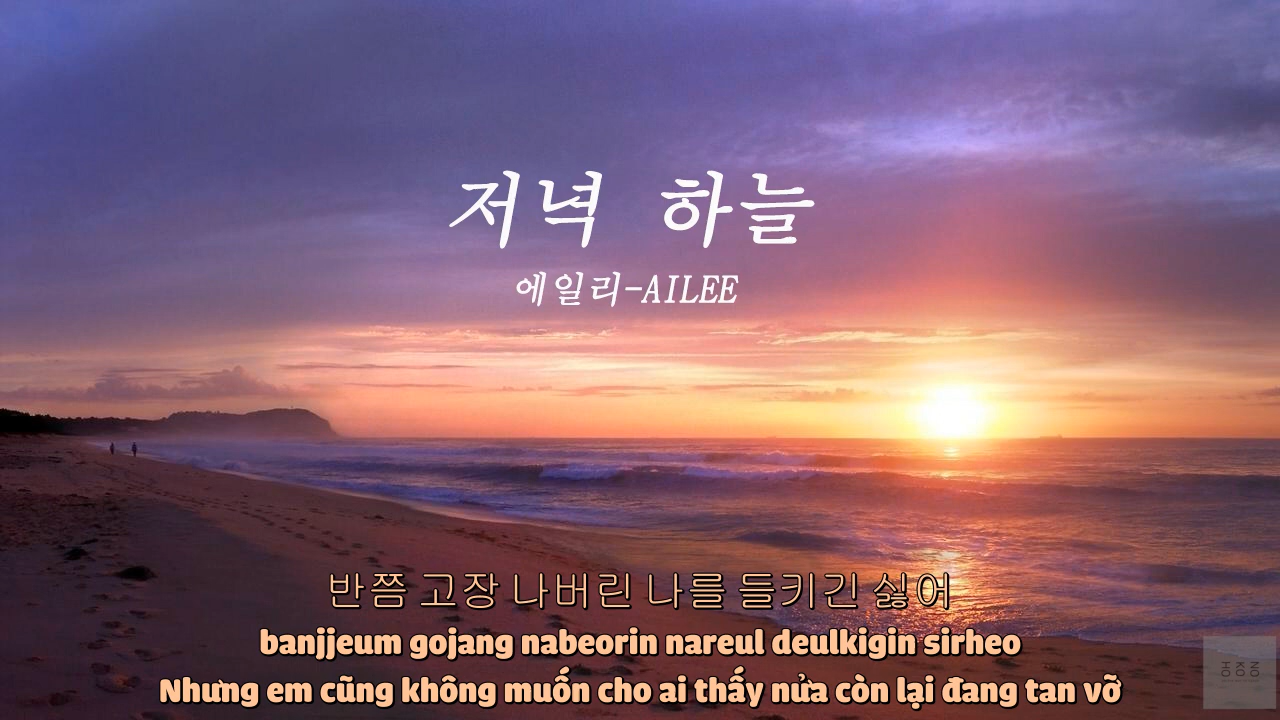 저녁 하늘
에일리-AILEE
반쯤 고장 나버린 나를 들키긴 싫어
banjjeum gojang nabeorin nareul deulkigin sirheo
Nhưng em cũng không muốn cho ai thấy nửa còn lại đang tan vỡ